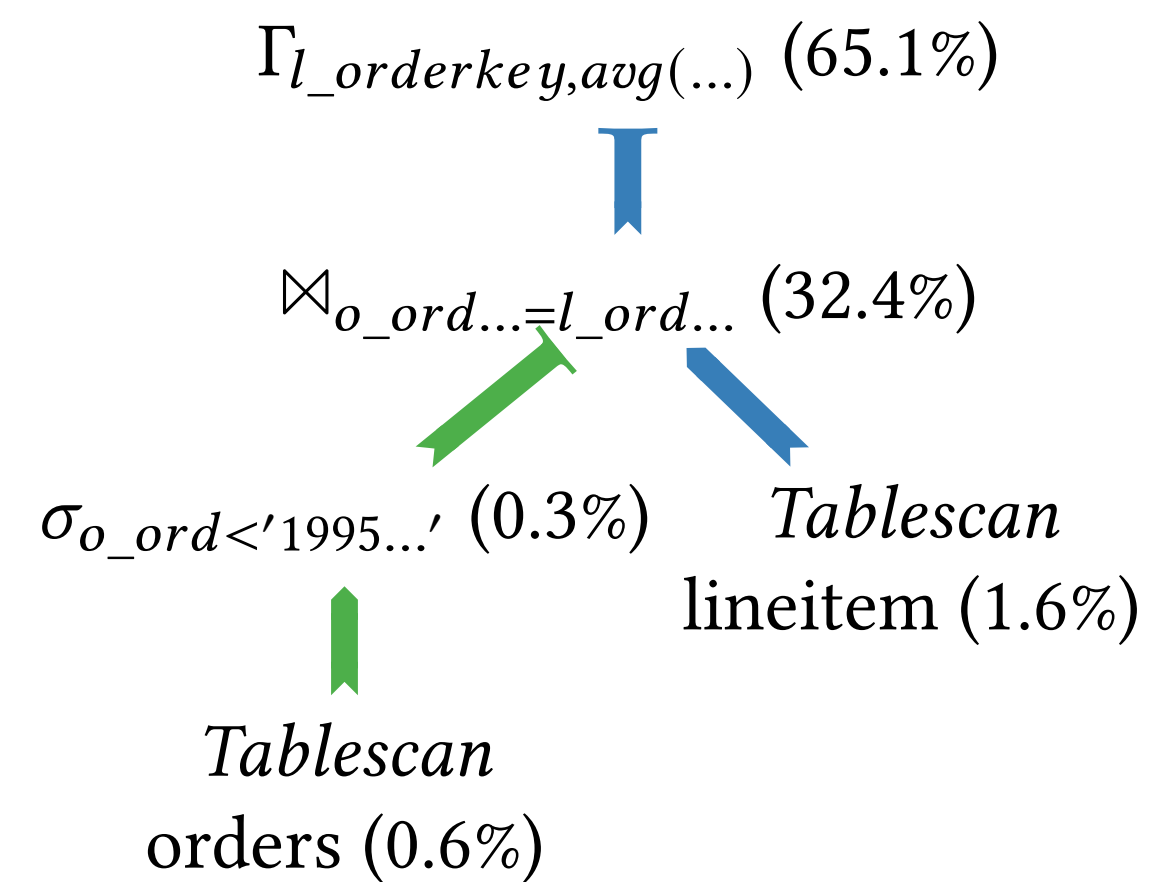 Γl_orderkey,avg(...) (65.1%)
⋈o_ord...=l_ord... (32.4%)
σo_ord<′1995...′ (0.3%)
Tablescan
lineitem (1.6%)
Tablescan
orders (0.6%)